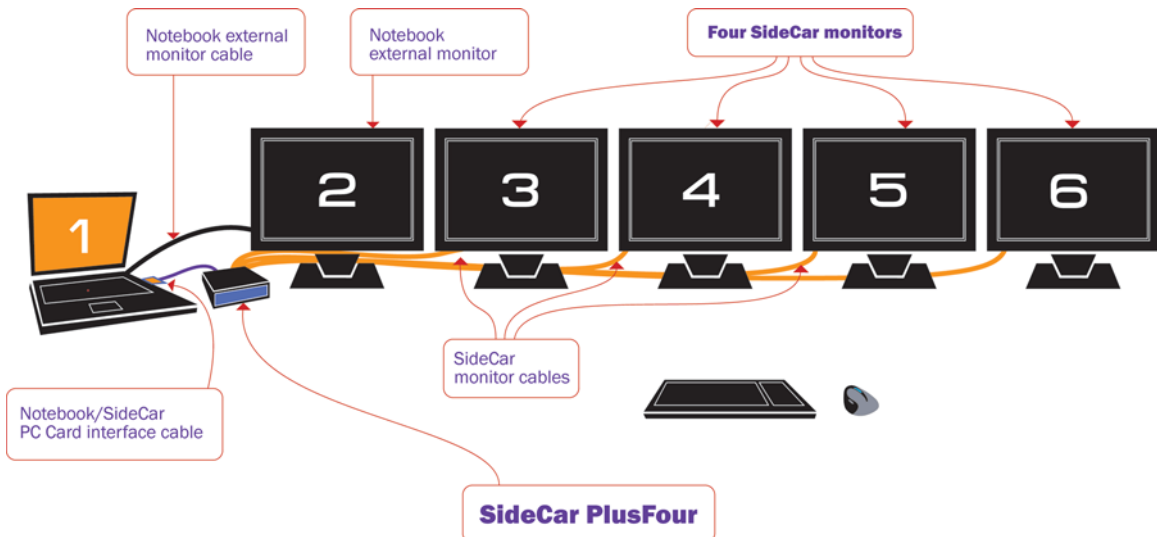 Notebook external
monitor cable
Notebook
external monitor
Four SideCar monitors
1
2
3
4
5
6
SideCar
monitor cables
Notebook/SideCar
PC Card interface cable
SideCar PlusFour